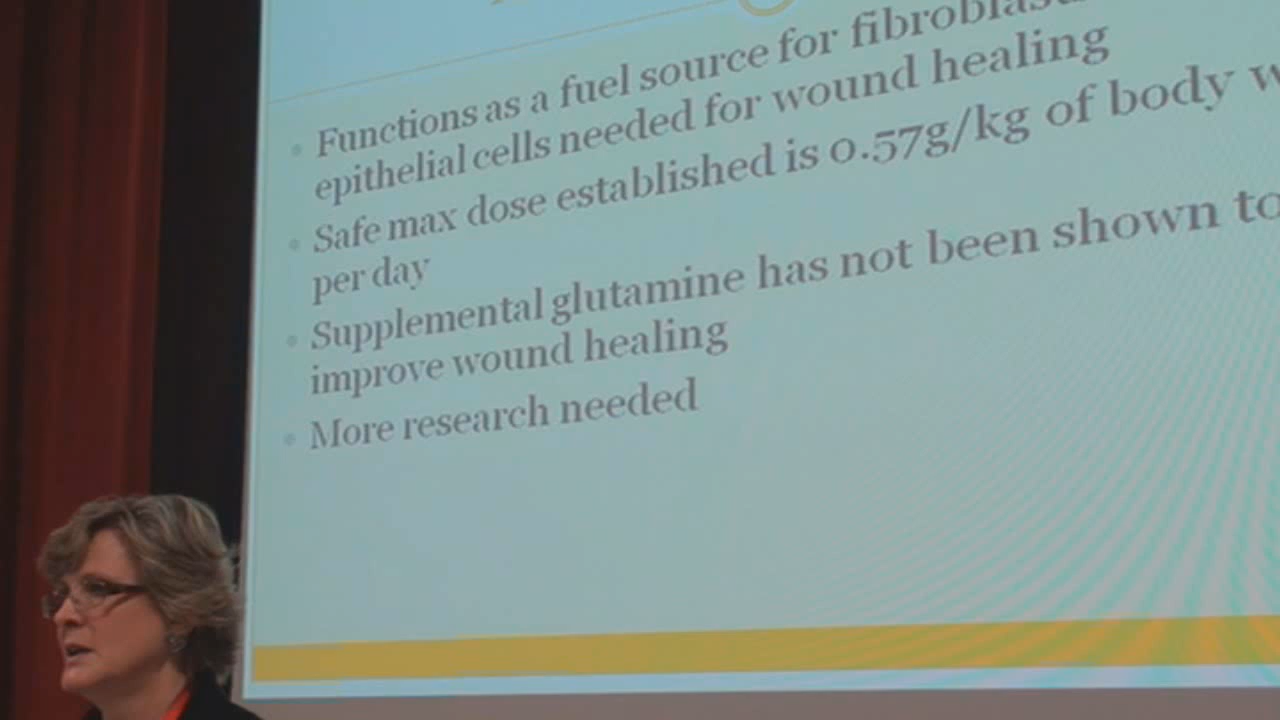 Functions as a fuel source for
epithelial cells needed for wound healing
Safe max dose established is 0.57g/kg of body
per day
Supplemental glutamine has not been shown to
improve wound healing
More research needed